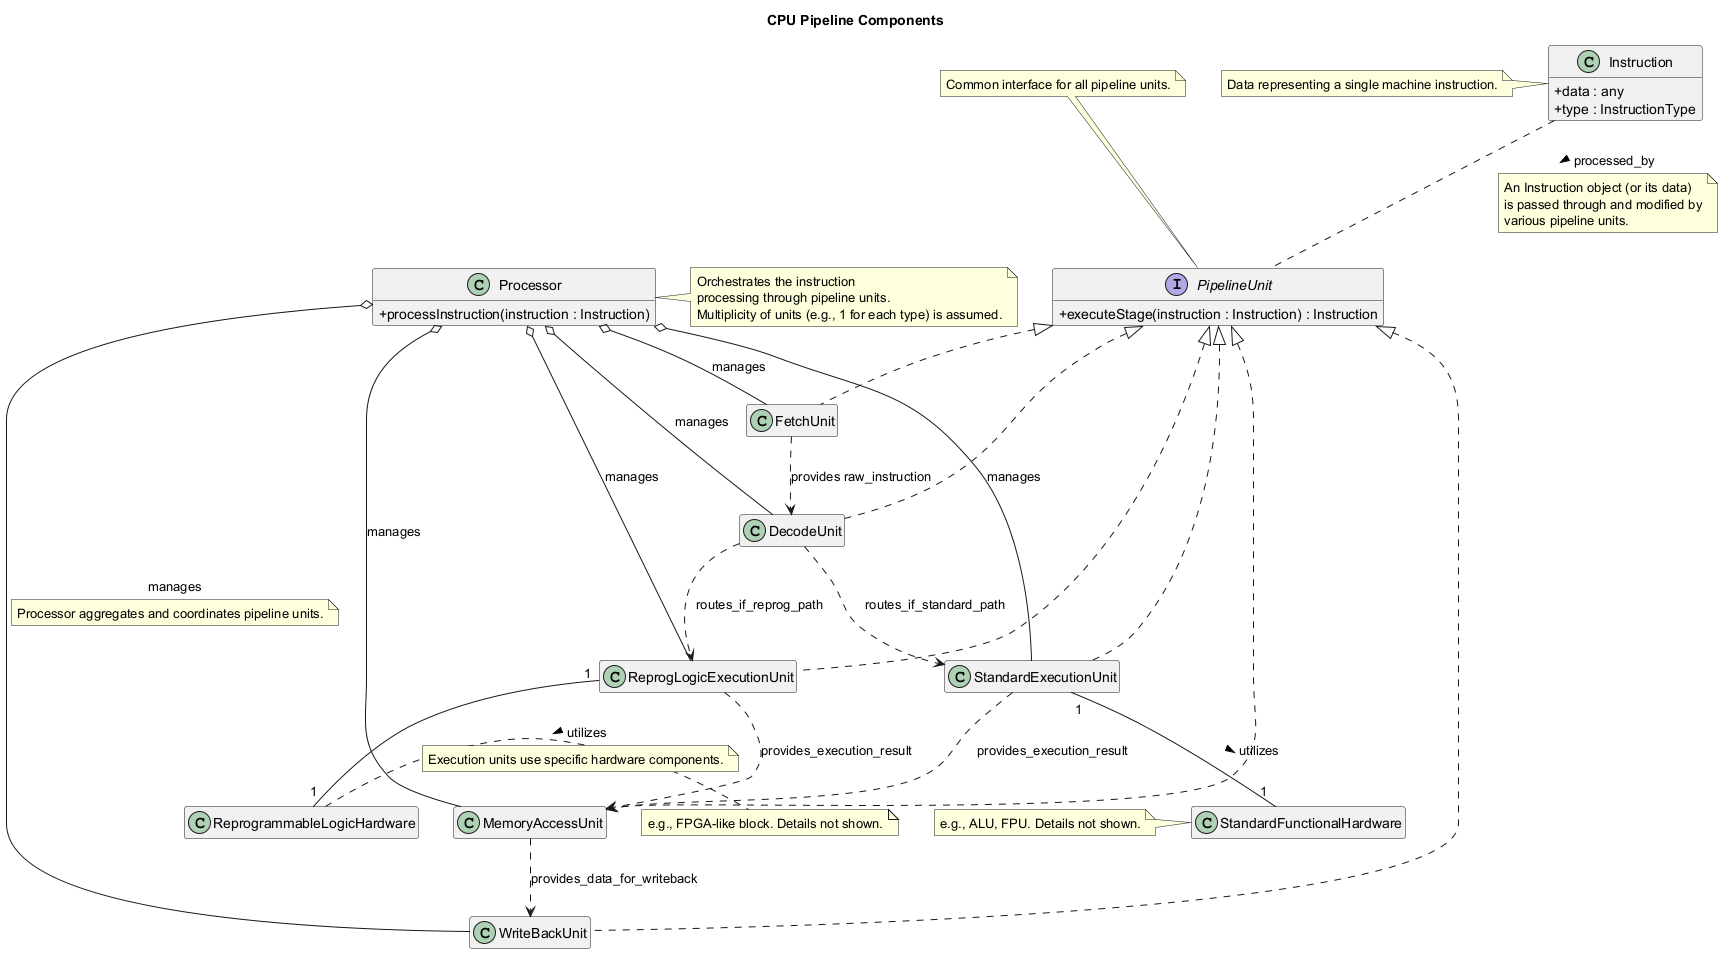 CPU Pipeline Components
C Instruction
+data : any
+type : InstructionType
Common interface for all pipeline units.
Data representing a single machine instruction.
processed_by
An Instruction object (or its data)
is passed through and modified by
various pipeline units.
C Processor
+processInstruction(instruction : Instruction)
Orchestrates the instruction
processing through pipeline units.
Multiplicity of units (e.g., 1 for each type) is assumed.
I PipelineUnit
+executeStage(instruction : Instruction) : Instruction
manages
C FetchUnit
manages
manages
manages
provides raw_instruction
manages
C DecodeUnit
manages
Processor aggregates and coordinates pipeline units.
routes_if_reprog_path
routes_if_standard_path
1
C ReprogLogicExecutionUnit
C StandardExecutionUnit
1
utilizes
Execution units use specific hardware components.
provides_execution_result
provides_execution_result
utilizes
1
1
C ReprogrammableLogicHardware
C MemoryAccessUnit
e.g., FPGA-like block. Details not shown.
e.g., ALU, FPU. Details not shown.
C StandardFunctionalHardware
provides_data_for_writeback
C WriteBackUnit